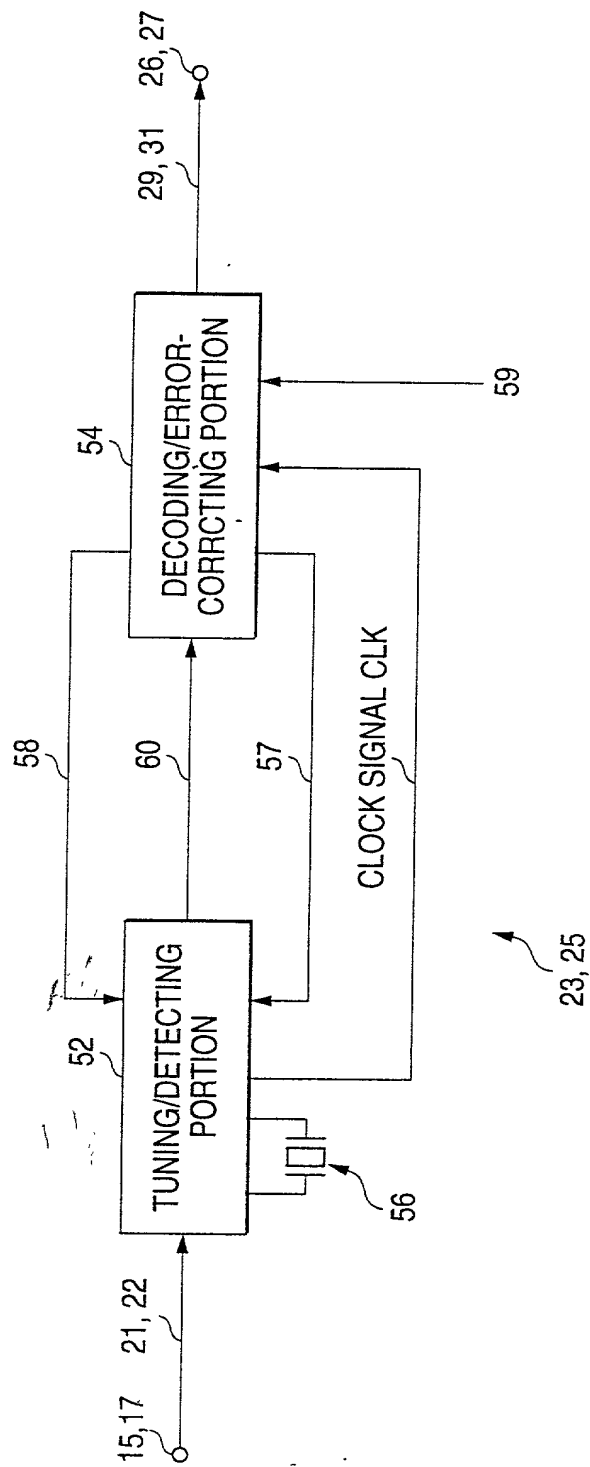 15,17
21, 22
52
TUNING/DETECTING
PORTION
56
58
60
57
CLOCK SIGNAL CLK
54
DECODING/ERROR-
CORRCTING PORTION
59
29, 31
26, 27
23, 25